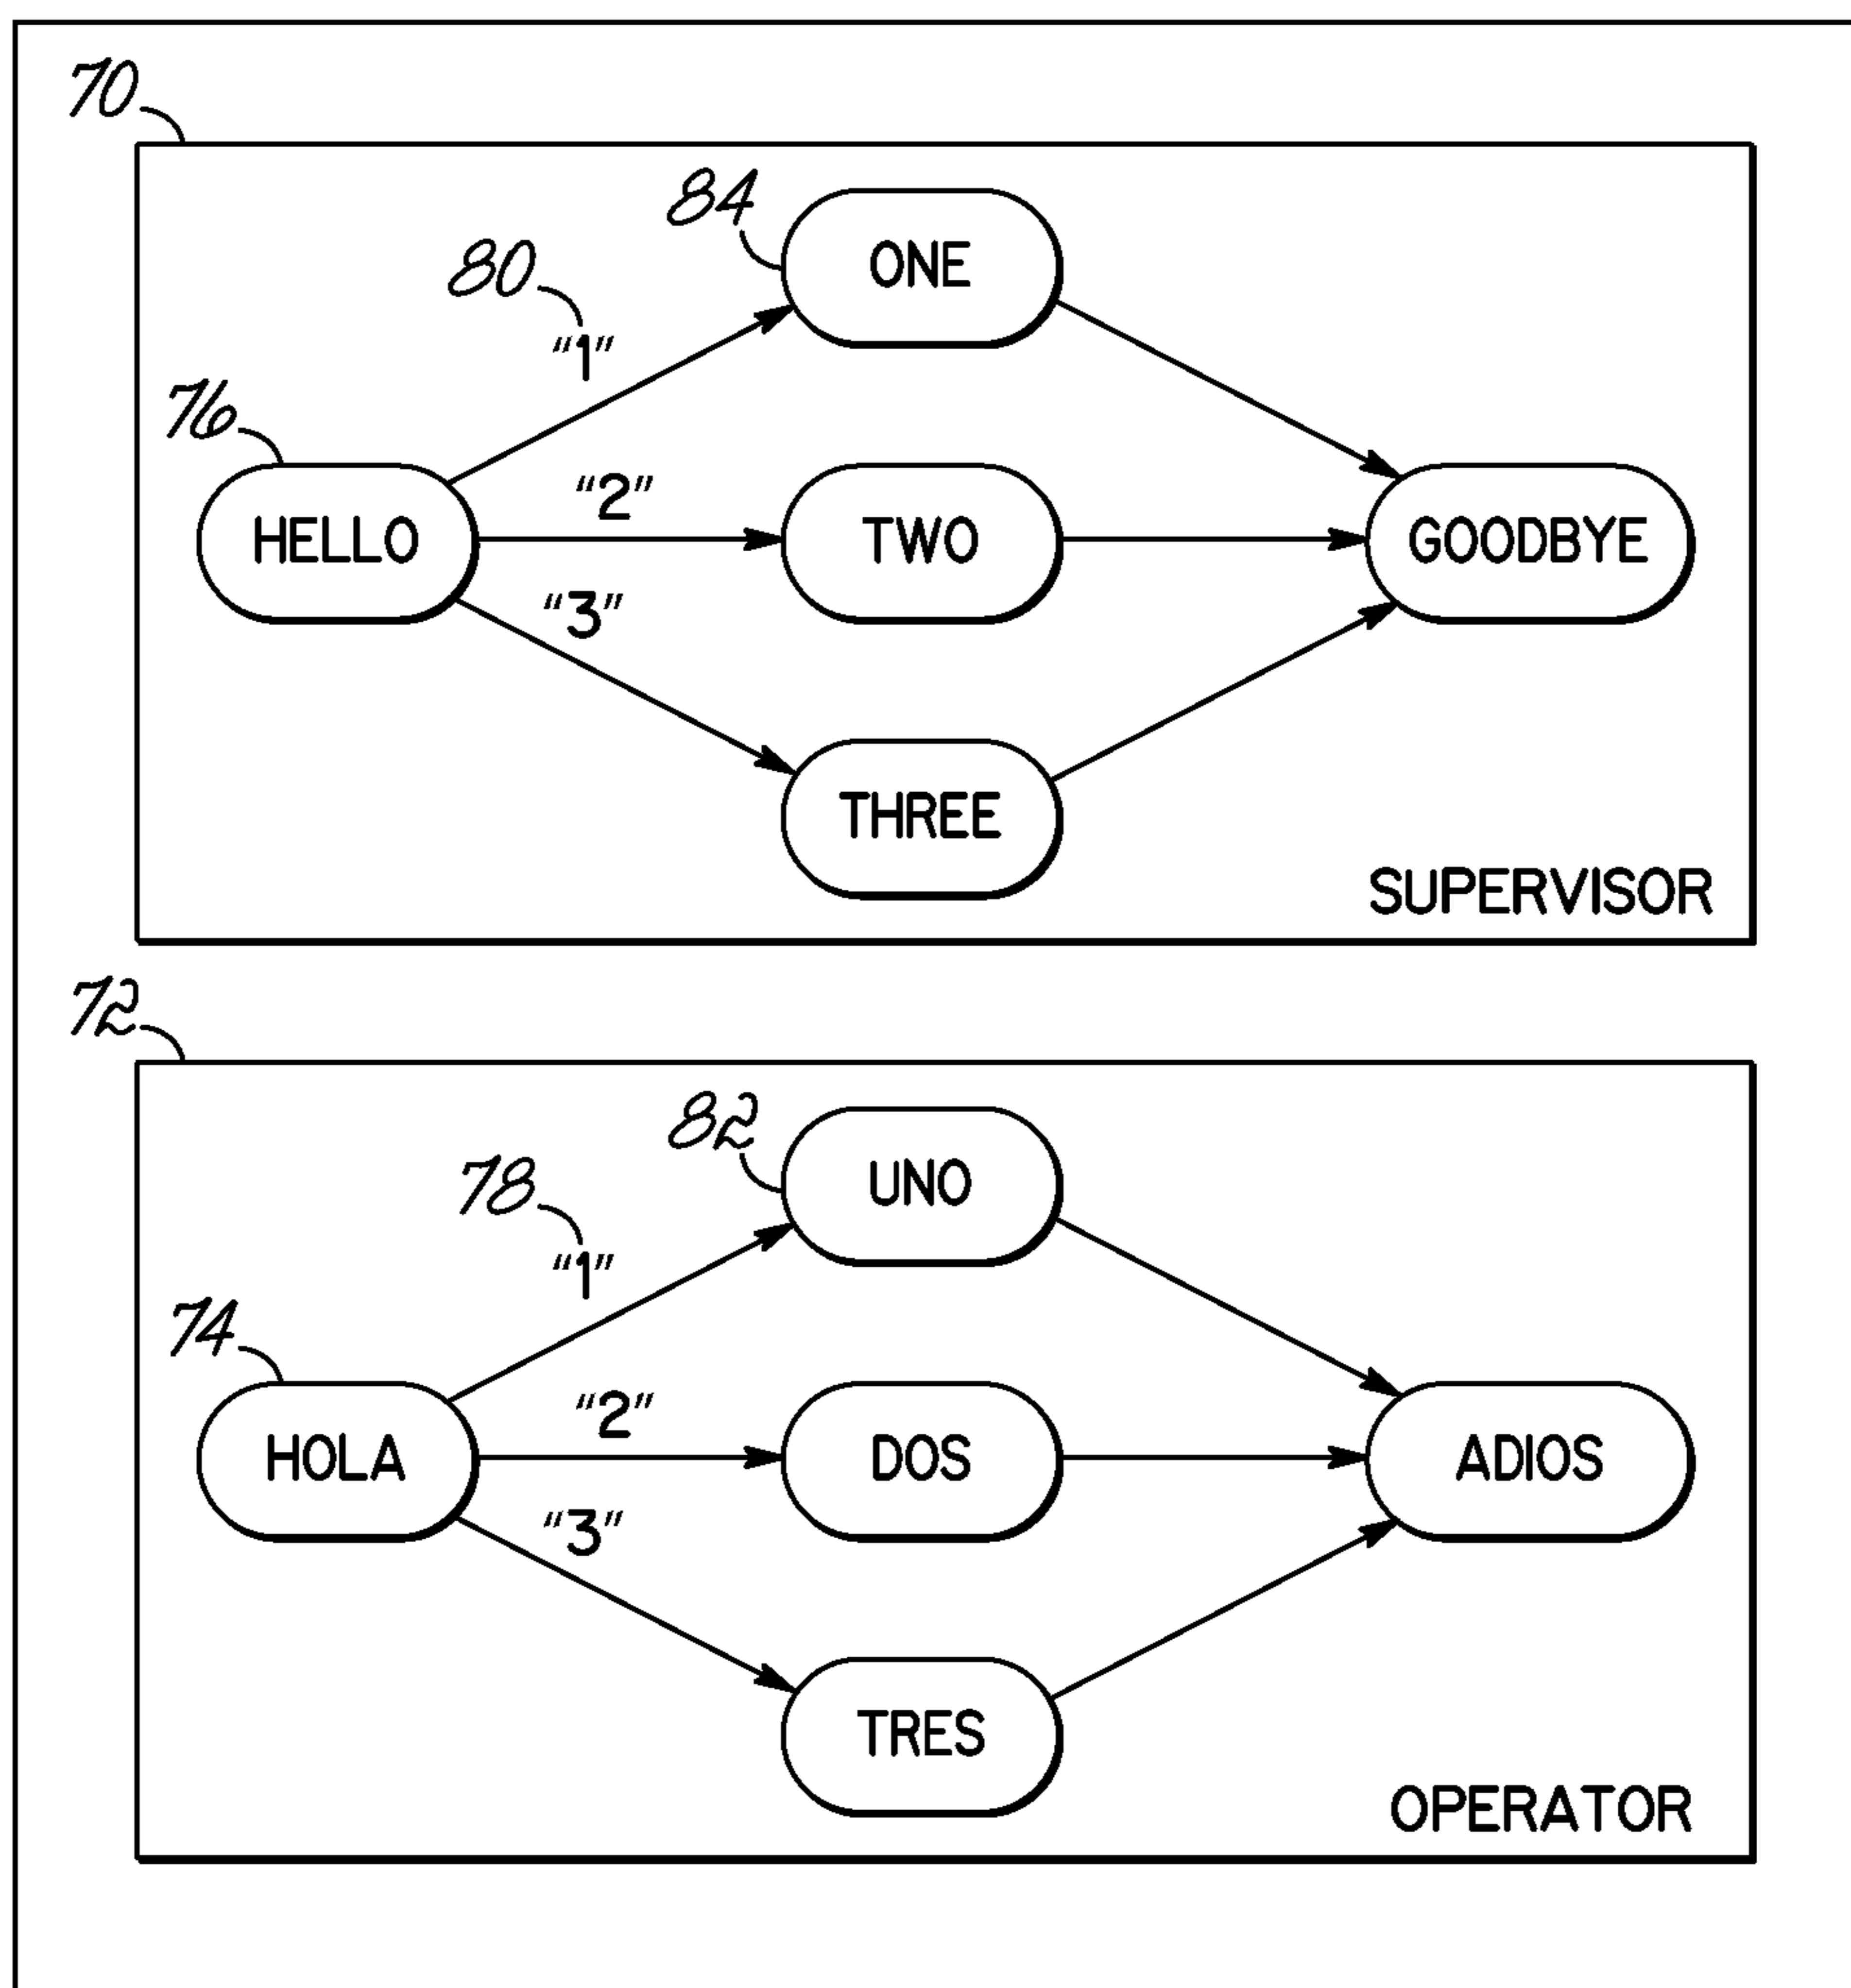 70
84
ONE
80
“1”
76
“2”
HELLO
TWO
GOODBYE
“3”
THREE
SUPERVISOR
72
82
UNO
78
“1”
74
“2”
HOLA
DOS
ADIOS
“3”
TRES
OPERATOR